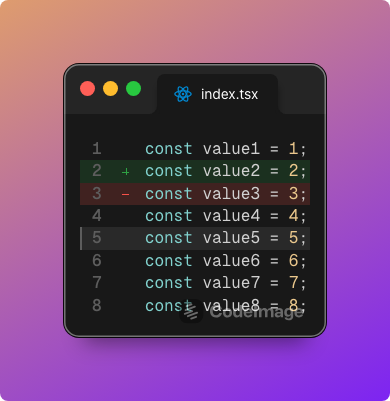 index.tsx
1 const value1 = 1;
2 + const value2 = 2;
3 - const value3 = 3;
4 const value4 = 4;
5 const value5 = 5;
6 const value6 = 6;
7 const value7 = 7;
8 const value8 = 8;
CodeImage